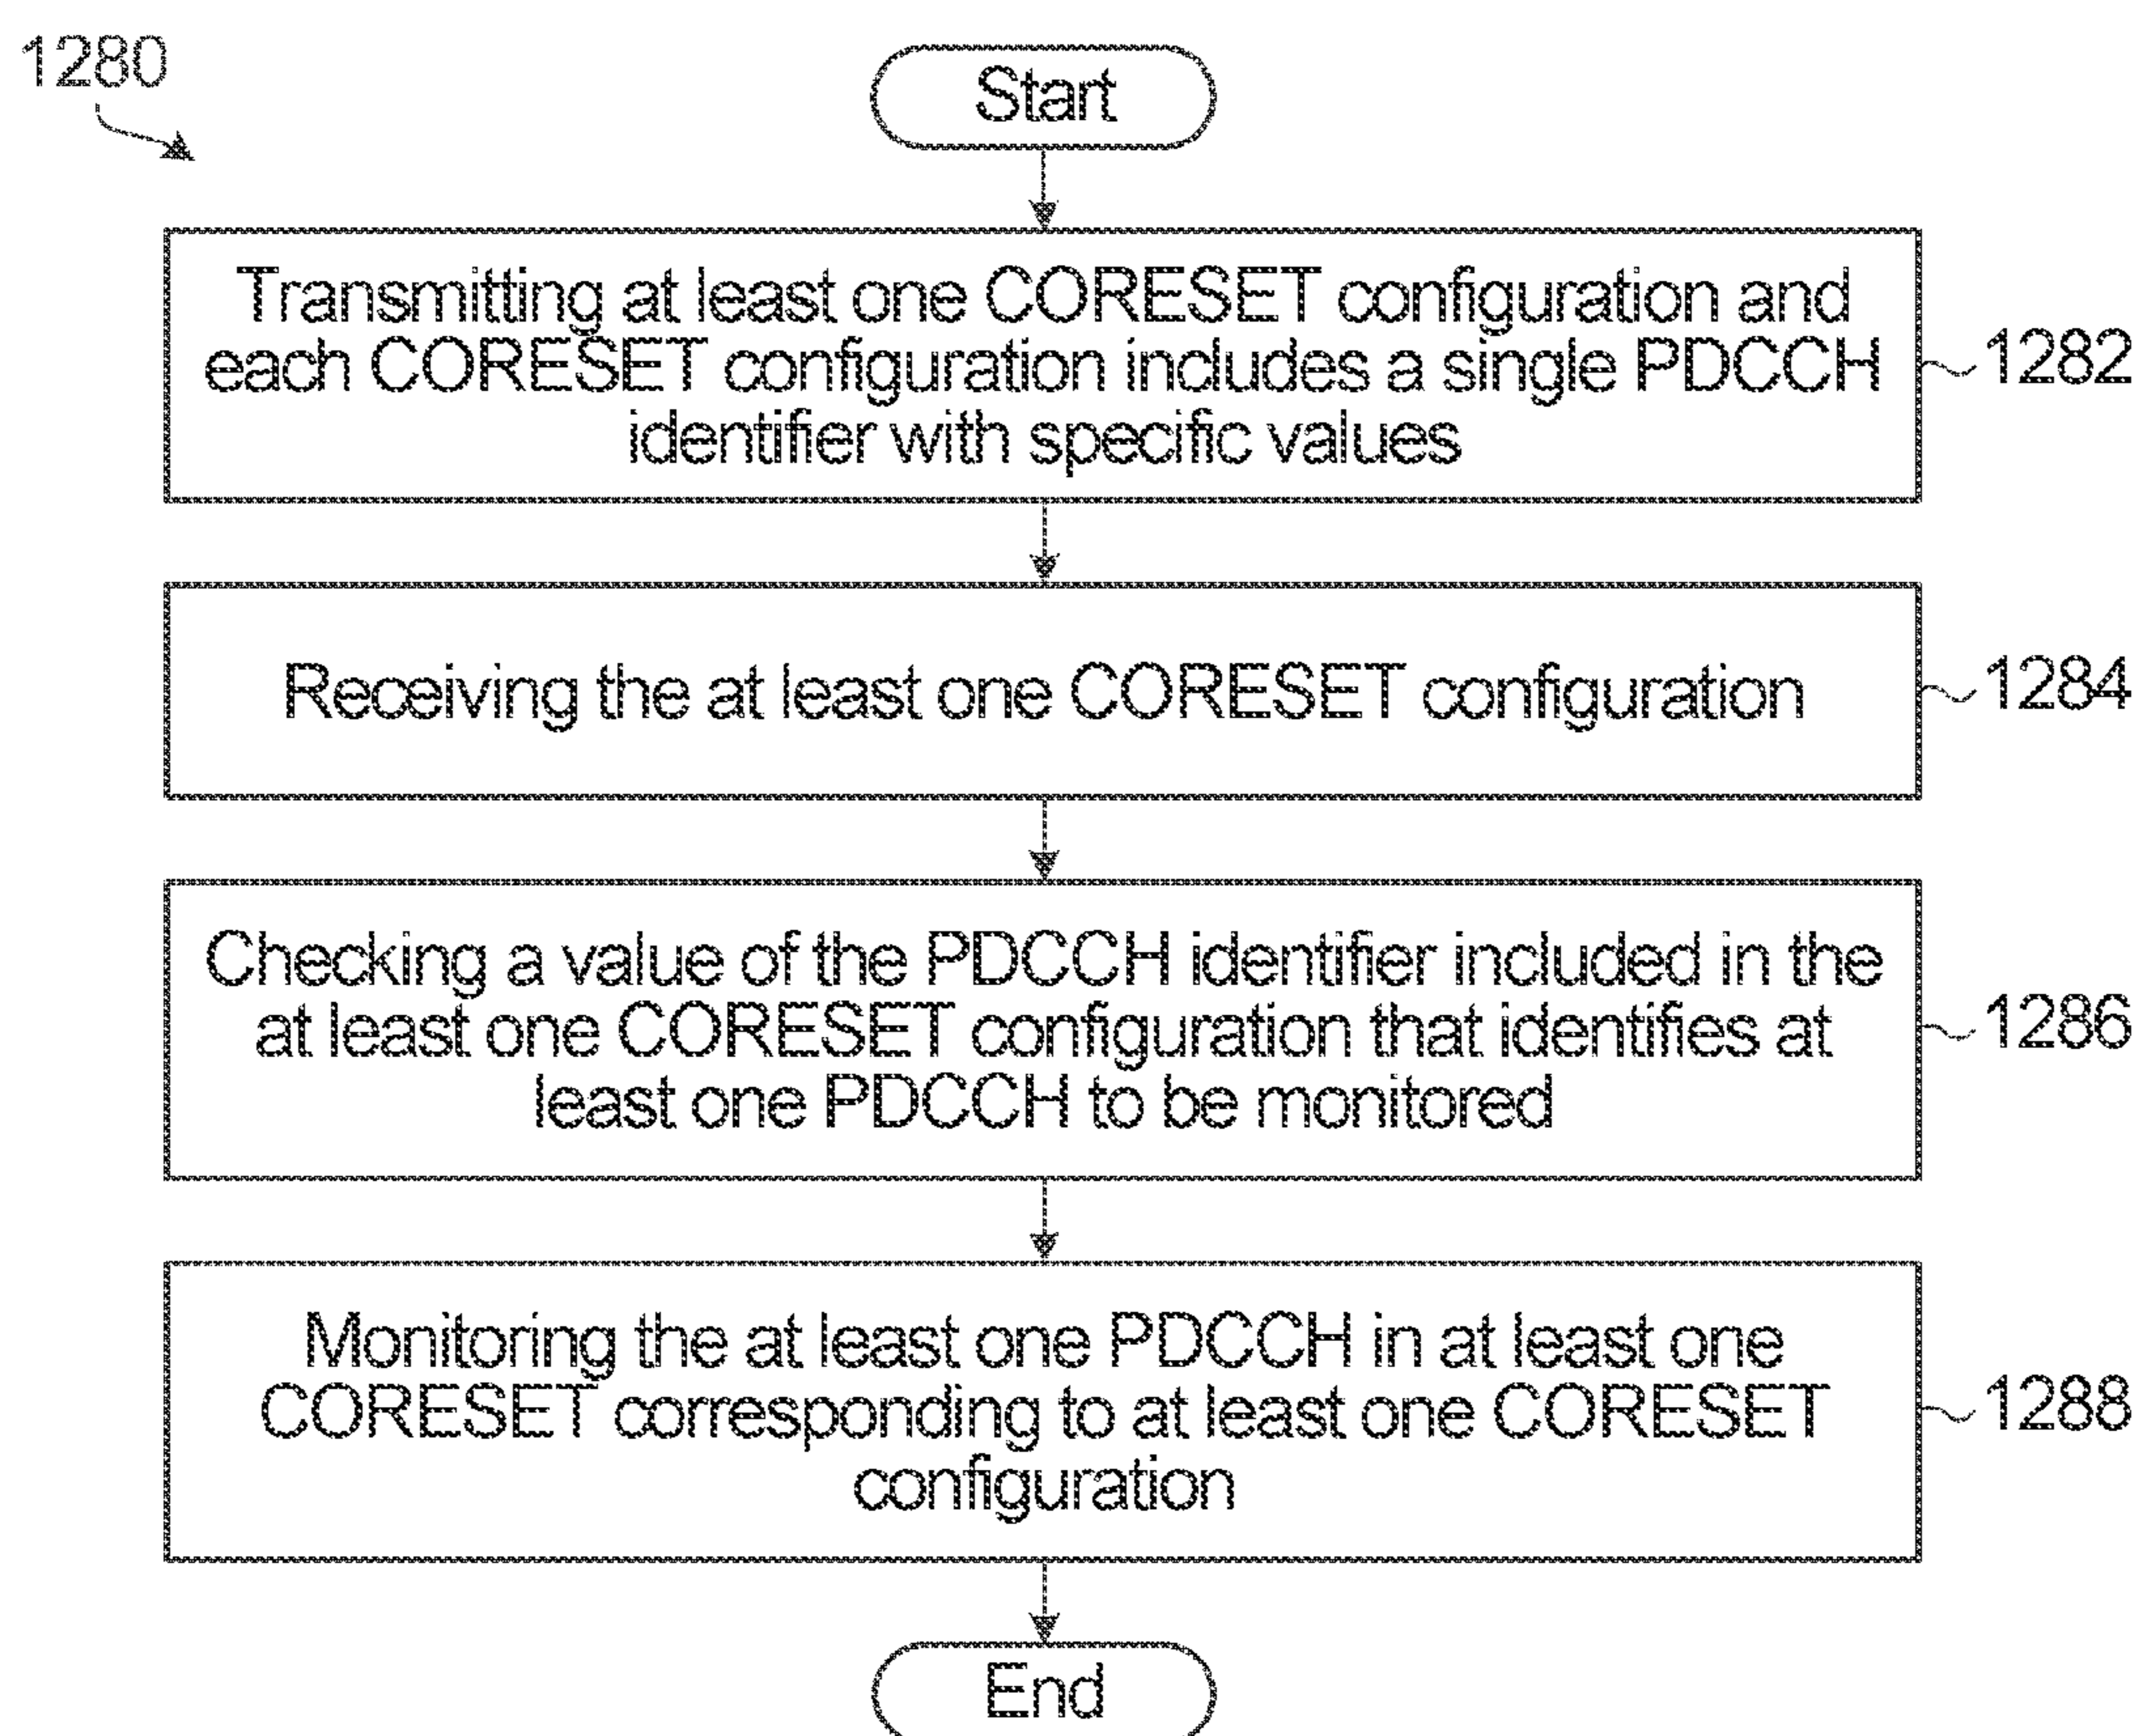 1280
Start
Transmitting at least one CORESET configuration and
each CORESET configuration includes a single PDCCH
identifier with specific values
1282
Receiving the at least one CORESET configuration
1284
Checking a value of the PDCCH identifier included in the
at least one CORESET configuration that identifies at
least one PDCCH to be monitored
1286
Monitoring the at least one PDCCH in at least one
CORESET corresponding to at least one CORESET
configuration
1288
End